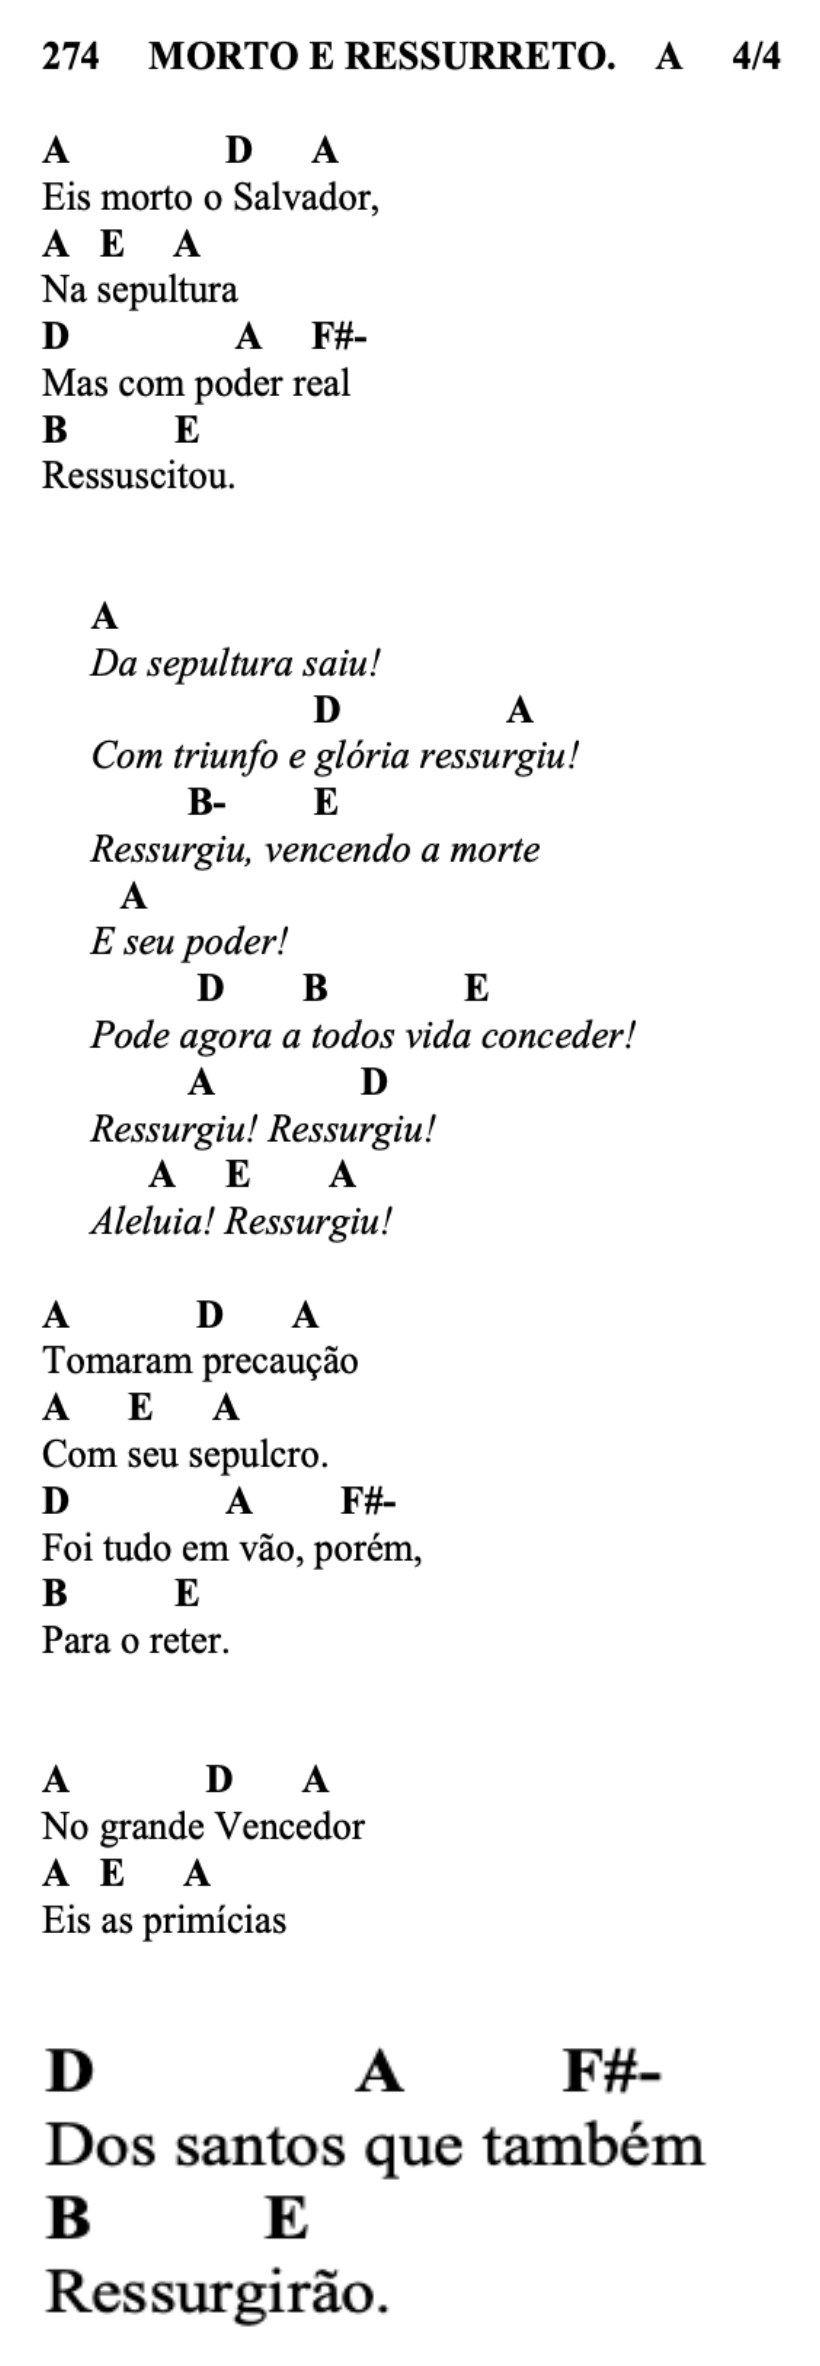 274 MORTO E RESSURRETO. A 4/4
A D A
Eis morto o Salvador,
A E A
Na sepultura
D A F#-
Mas com poder real
B E
Ressuscitou.
A
Da sepultura saiu!
D A
Com triunfo e glória ressurgiu!
B- E
Ressurgiu, vencendo a morte
A
E seu poder!
D B E
Pode agora a todos vida conceder!
A D
Ressurgiu! Ressurgiu!
A E A
Aleluia! Ressurgiu!
A D A
Tomaram precaução
A E A
Com seu sepulcro.
D A F#-
Foi tudo em vão, porém,
B E
Para o reter.
A D A
No grande Vencedor
A E A
Eis as primícias
D A F#-
Dos santos que também
B E
Ressurgirão.